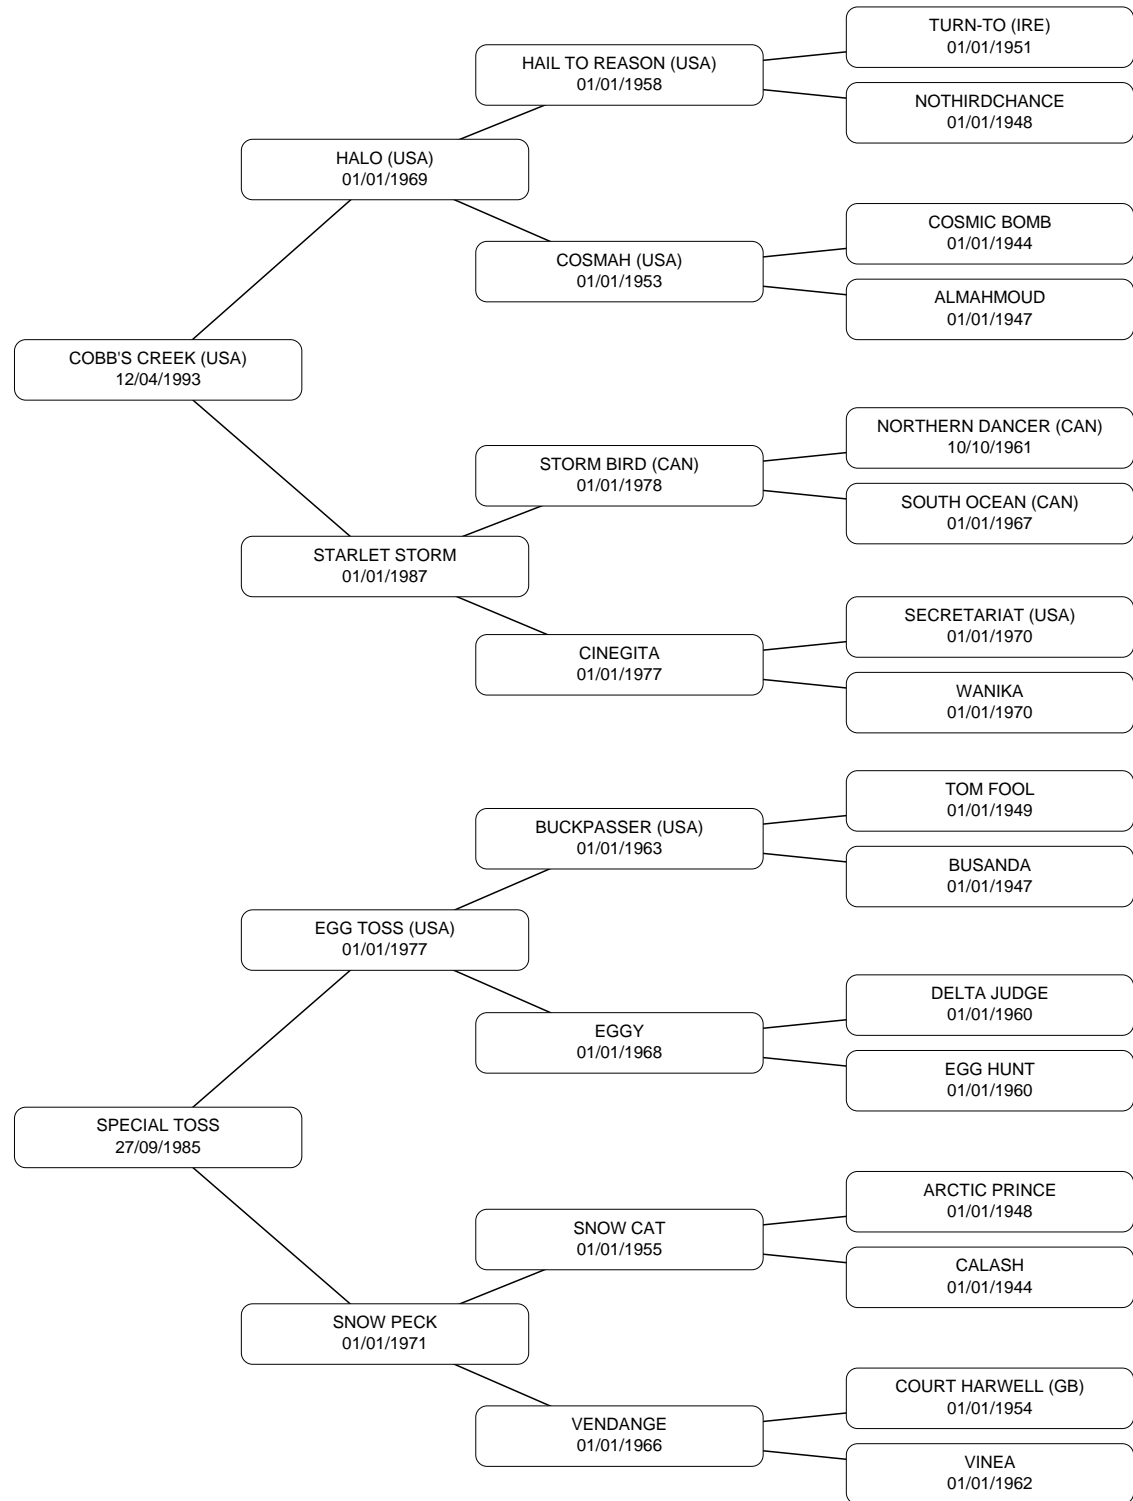 TURN-TO (IRE)
01/01/1951
HAIL TO REASON (USA)
01/01/1958
NOTHIRDCHANCE
01/01/1948
HALO (USA)
01/01/1969
COSMIC BOMB
01/01/1944
COSMAH (USA)
01/01/1953
ALMAHMOUD
01/01/1947
COBB'S CREEK (USA)
12/04/1993
NORTHERN DANCER (CAN)
10/10/1961
STORM BIRD (CAN)
01/01/1978
SOUTH OCEAN (CAN)
01/01/1967
STARLET STORM
01/01/1987
SECRETARIAT (USA)
01/01/1970
CINEGITA
01/01/1977
WANIKA
01/01/1970
TOM FOOL
01/01/1949
BUCKPASSER (USA)
01/01/1963
BUSANDA
01/01/1947
EGG TOSS (USA)
01/01/1977
DELTA JUDGE
01/01/1960
EGGY
01/01/1968
EGG HUNT
01/01/1960
SPECIAL TOSS
27/09/1985
ARCTIC PRINCE
01/01/1948
SNOW CAT
01/01/1955
CALASH
01/01/1944
SNOW PECK
01/01/1971
COURT HARWELL (GB)
01/01/1954
VENDANGE
01/01/1966
VINEA
01/01/1962